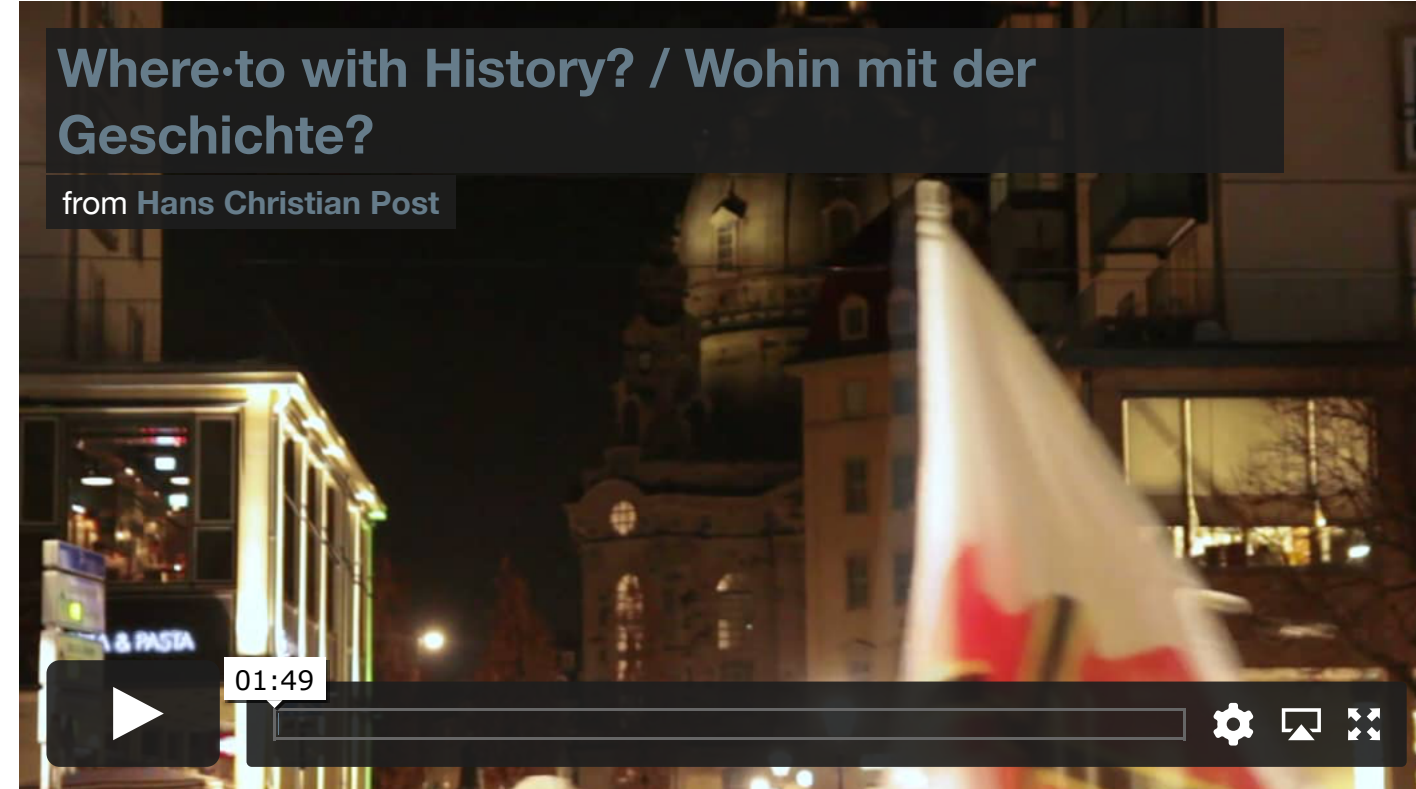 Where·to with History? / Wohin mit der
Geschichte?
from Hans Christian Post
& PASTA
01:49